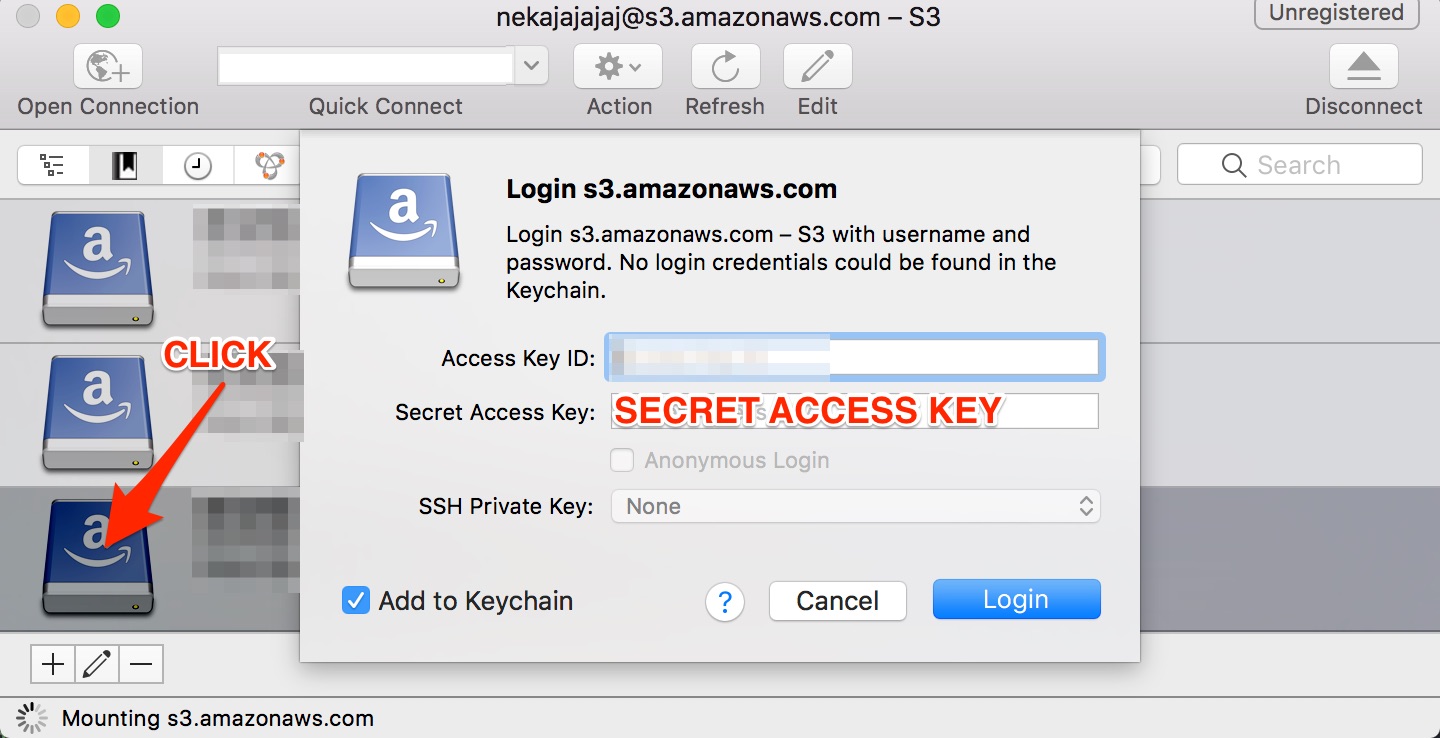 nekajajajaj@s3.amazonaws.com – S3
Unregistered
Open Connection
Quick Connect
Action
Refresh
Edit
Disconnect
Search
Login s3.amazonaws.com
Login s3.amazonaws.com – S3 with username and
password. No login credentials could be found in the
Keychain.
CLICK
Access Key ID:
Secret Access Key:
SECRET ACCESS KEY
Anonymous Login
SSH Private Key:
None
Add to Keychain
?
Cancel
Login
Mounting s3.amazonaws.com